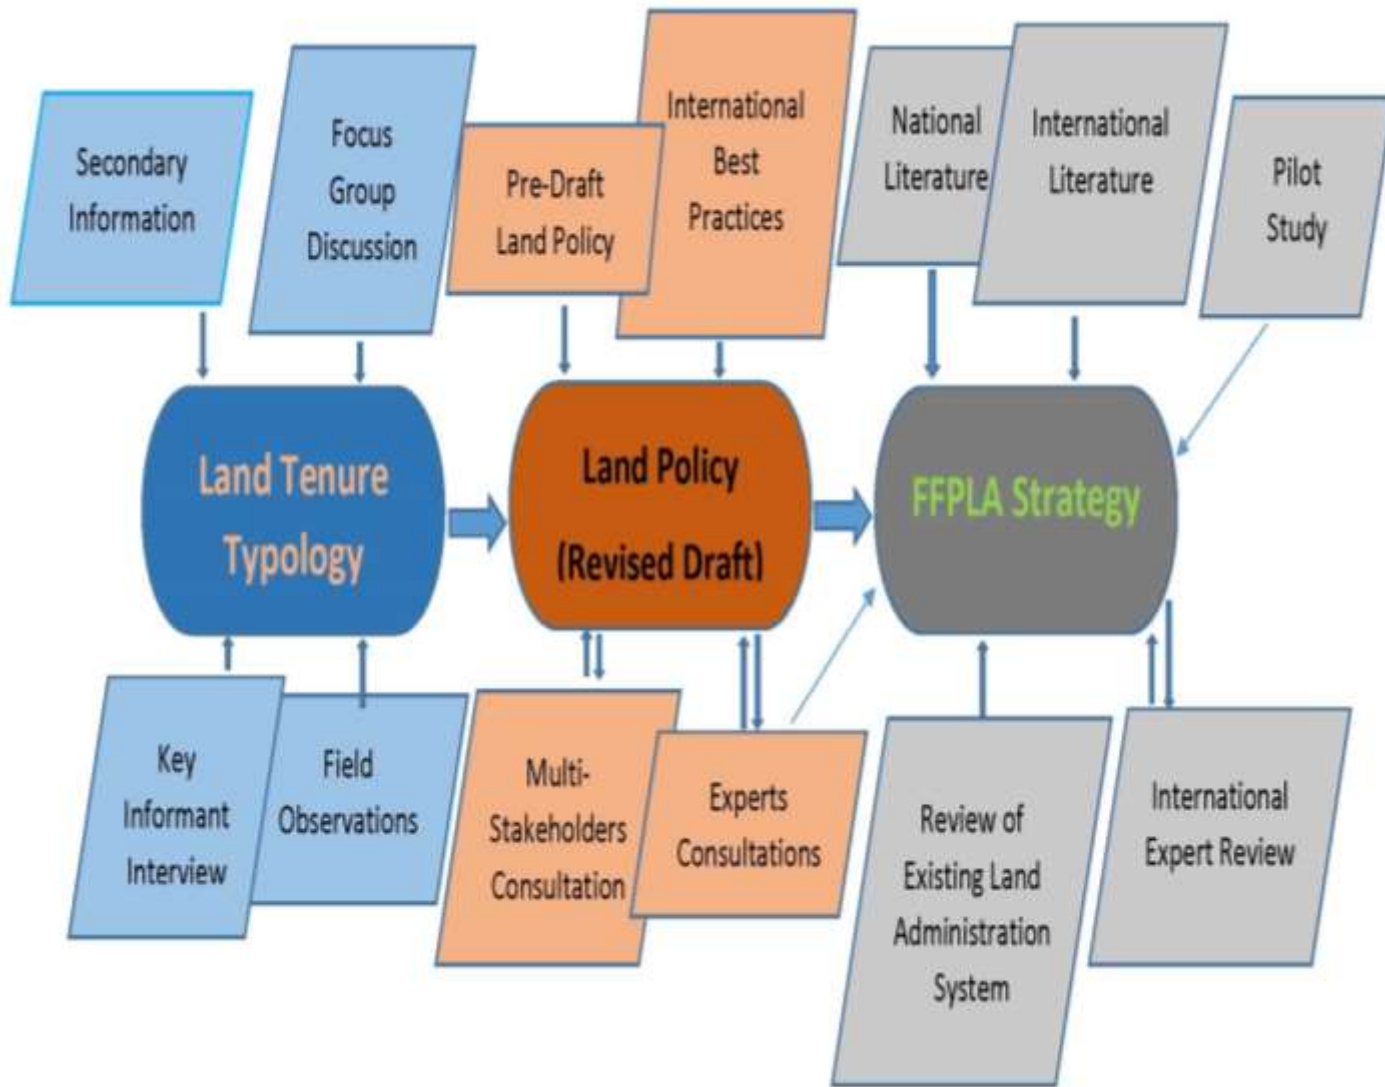 Secondary
Information
Focus
Group
Discussion
Pre-Draft
Land Policy
International
Best
Practices
National
Literature
International
Literature
Pilot
Study
Land Tenure
Typology
Land Policy
(Revised Draft)
FFPLA Strategy
Key
Informant
Interview
Field
Observations
Multi-
Stakeholders
Consultation
Experts
Consultations
Review of
Existing Land
Administration
System
International
Expert Review